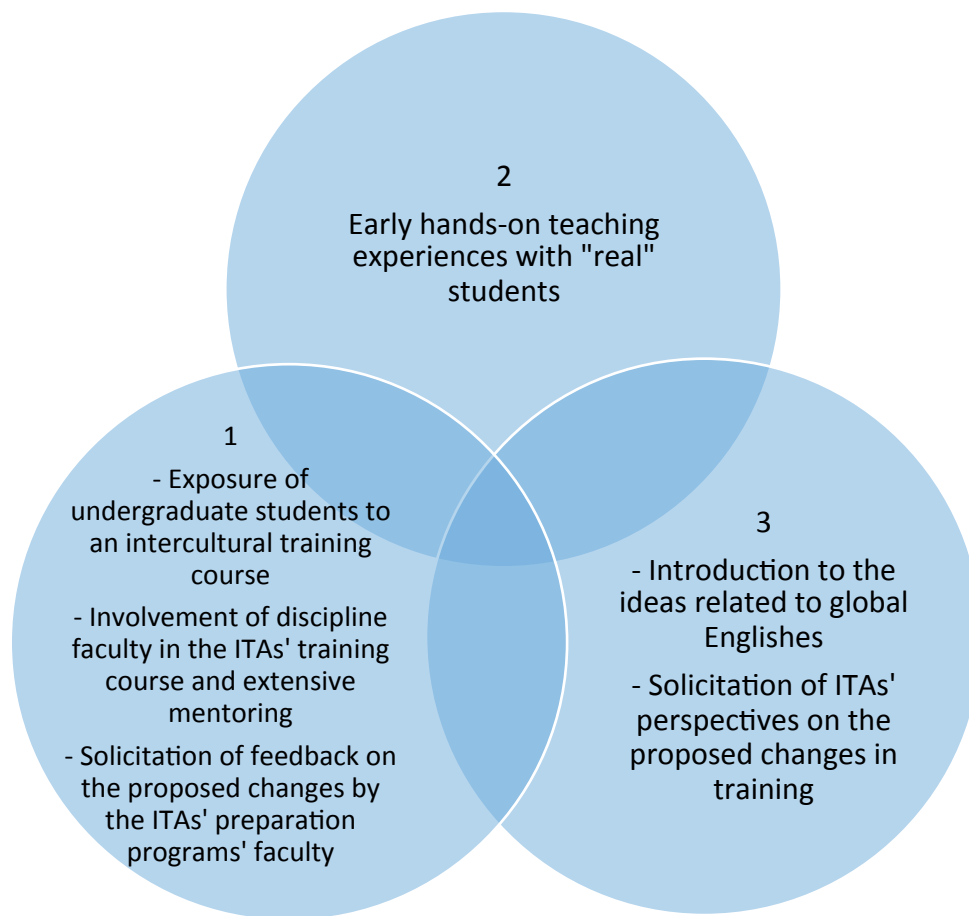 2
Early hands-on teaching
experiences with "real"
students
1
- Exposure of
undergraduate students to
an intercultural training
course
- Involvement of discipline
faculty in the ITAs' training
course and extensive
mentoring
- Solicitation of feedback on
the proposed changes by
the ITAs' preparation
programs' faculty
3
- Introduction to the
ideas related to global
Englishes
- Solicitation of ITAs'
perspectives on the
proposed changes in
training